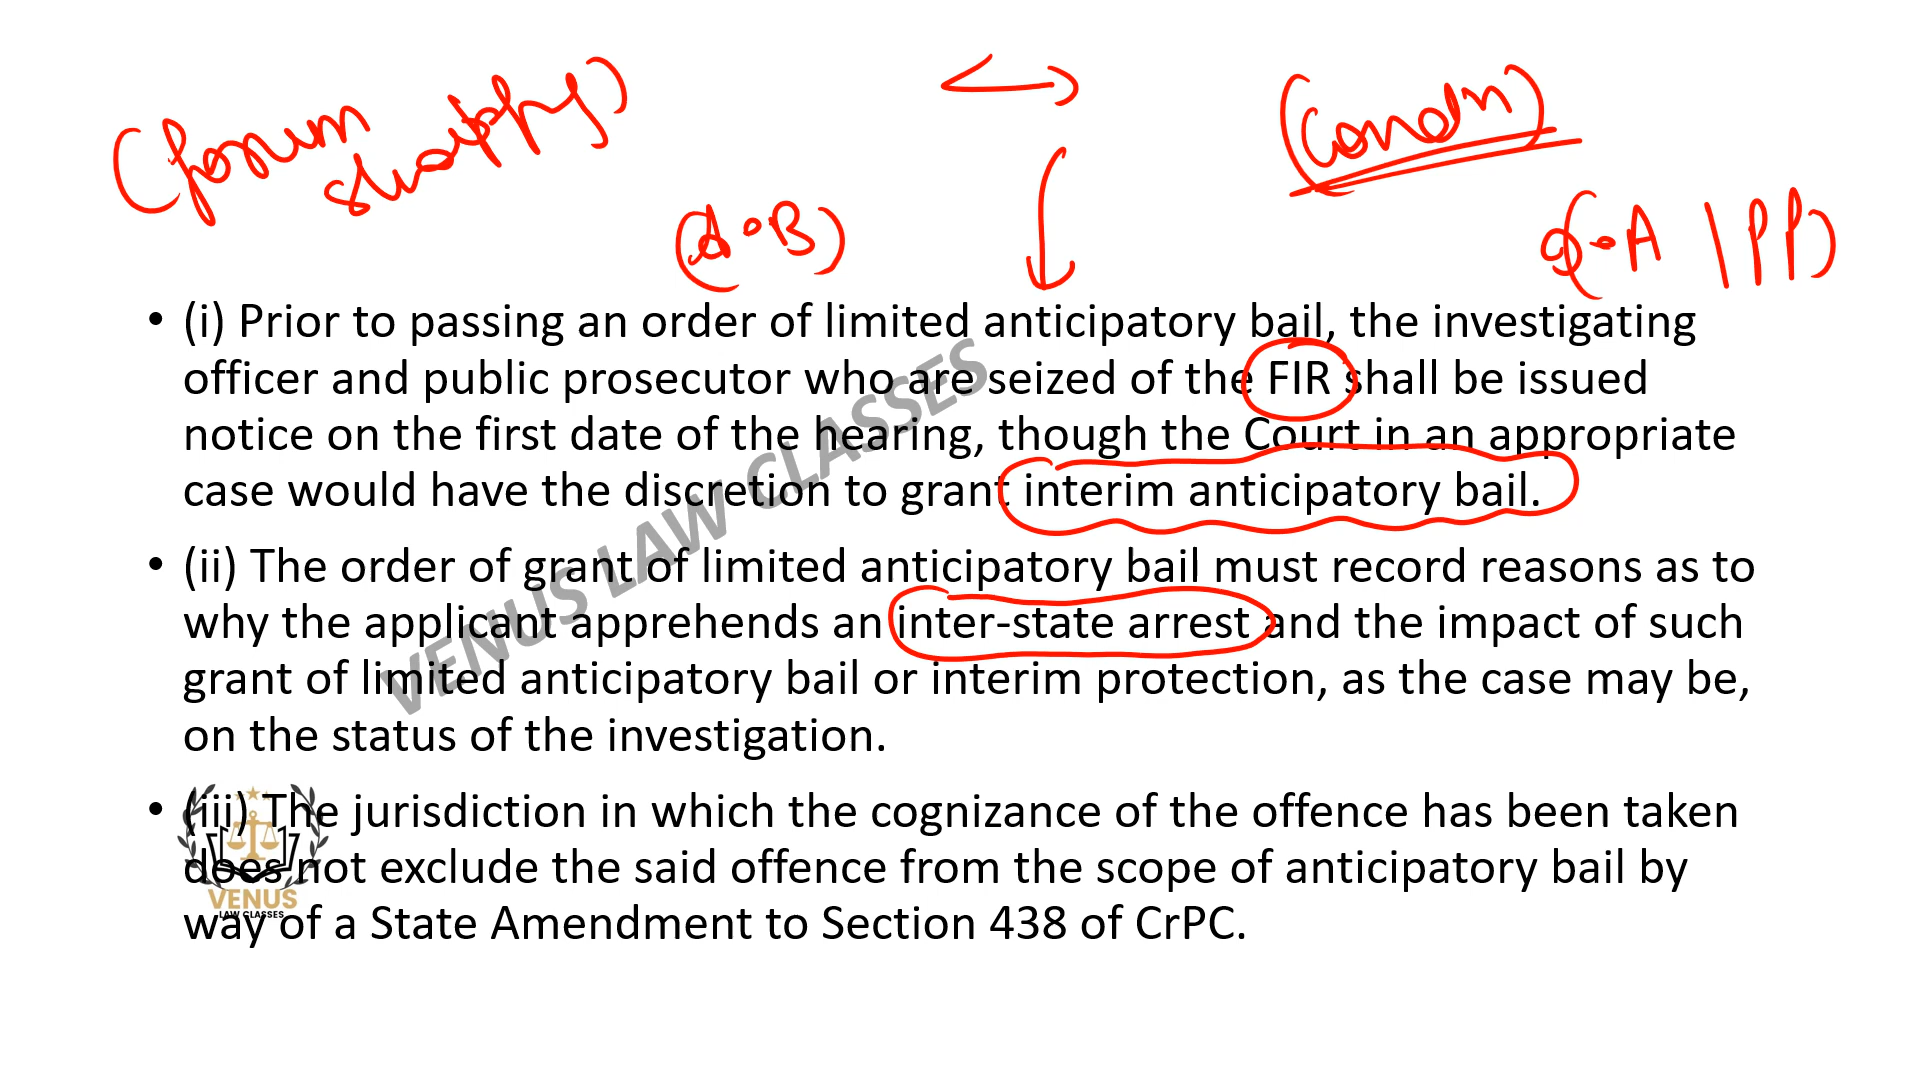 (forum
shopping)
(Condn)
(A.B)
I.A / PP)
• (i) Prior to passing an order of limited anticipatory bail, the investigating
officer and public prosecutor who are seized of the FIR shall be issued
notice on the first date of the hearing, though the Court in an appropriate
case would have the discretion to grant interim anticipatory bail.
• (ii) The order of grant of limited anticipatory bail must record reasons as to
why the applicant apprehends an inter-state arrest and the impact of such
grant of limited anticipatory bail or interim protection, as the case may be,
on the status of the investigation.
• (iii) The jurisdiction in which the cognizance of the offence has been taken
does not exclude the said offence from the scope of anticipatory bail by
way of a State Amendment to Section 438 of CrPC.
VENUS LAW CLASSES
VENUS
LAW CLASSES